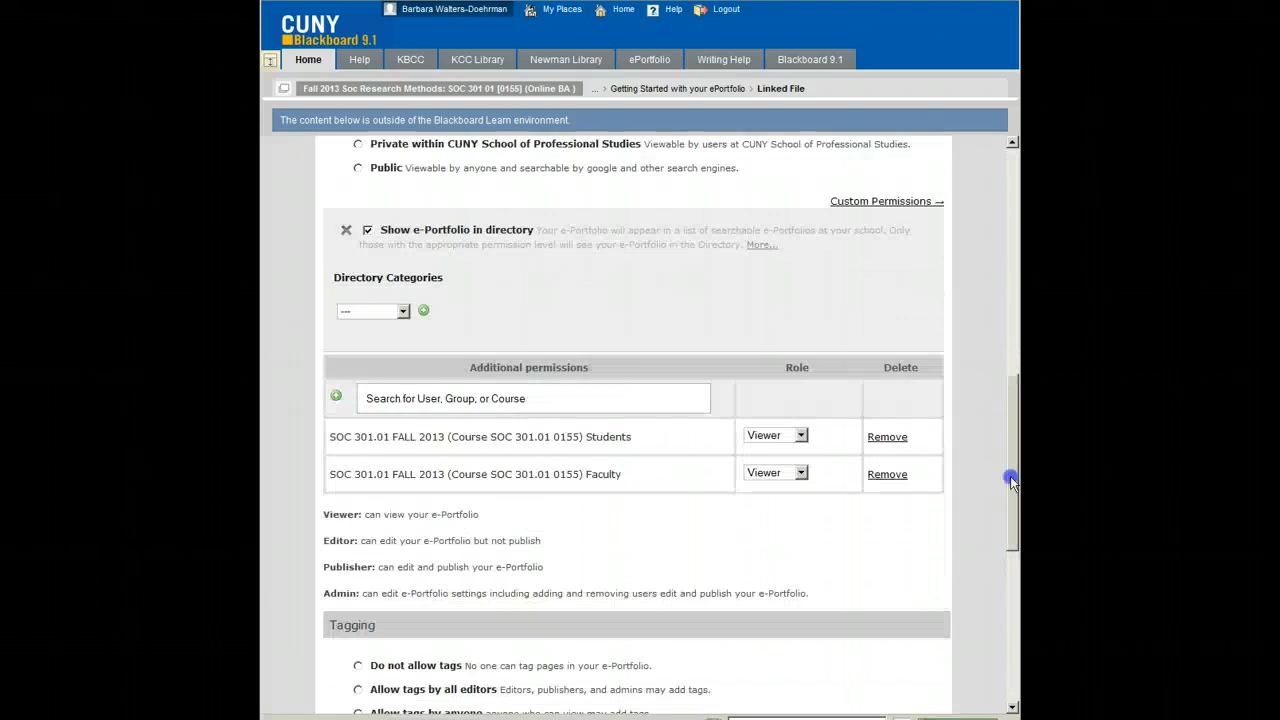 Barbara Walters-Doehrman My Places Home Help Logout
CUNY
Blackboard 9.1
Home Help KBCC KCC Library Newman Library ePortfolio Writing Help Blackboard 9.1
Fall 2013 Soc Research Methods: SOC 301 01 [0155] (Online BA ) ... > Getting Started with your ePortfolio > Linked File
The content below is outside of the Blackboard Learn environment.
Private within CUNY School of Professional Studies Viewable by users at CUNY School of Professional Studies.
Public Viewable by anyone and searchable by google and other search engines.
Custom Permissions →
Show e-Portfolio in directory Your e-Portfolio will appear in a list of searchable e-Portfolios at your school. Only
those with the appropriate permission level will see your e-Portfolio in the Directory. More...
Directory Categories
---
Additional permissions Role Delete
Search for User, Group, or Course
SOC 301.01 FALL 2013 (Course SOC 301.01 0155) Students Viewer Remove
SOC 301.01 FALL 2013 (Course SOC 301.01 0155) Faculty Viewer Remove
Viewer: can view your e-Portfolio
Editor: can edit your e-Portfolio but not publish
Publisher: can edit and publish your e-Portfolio
Admin: can edit e-Portfolio settings including adding and removing users edit and publish your e-Portfolio.
Tagging
Do not allow tags No one can tag pages in your e-Portfolio.
Allow tags by all editors Editors, publishers, and admins may add tags.
Allow tags by anyone anyone who can view may add tags